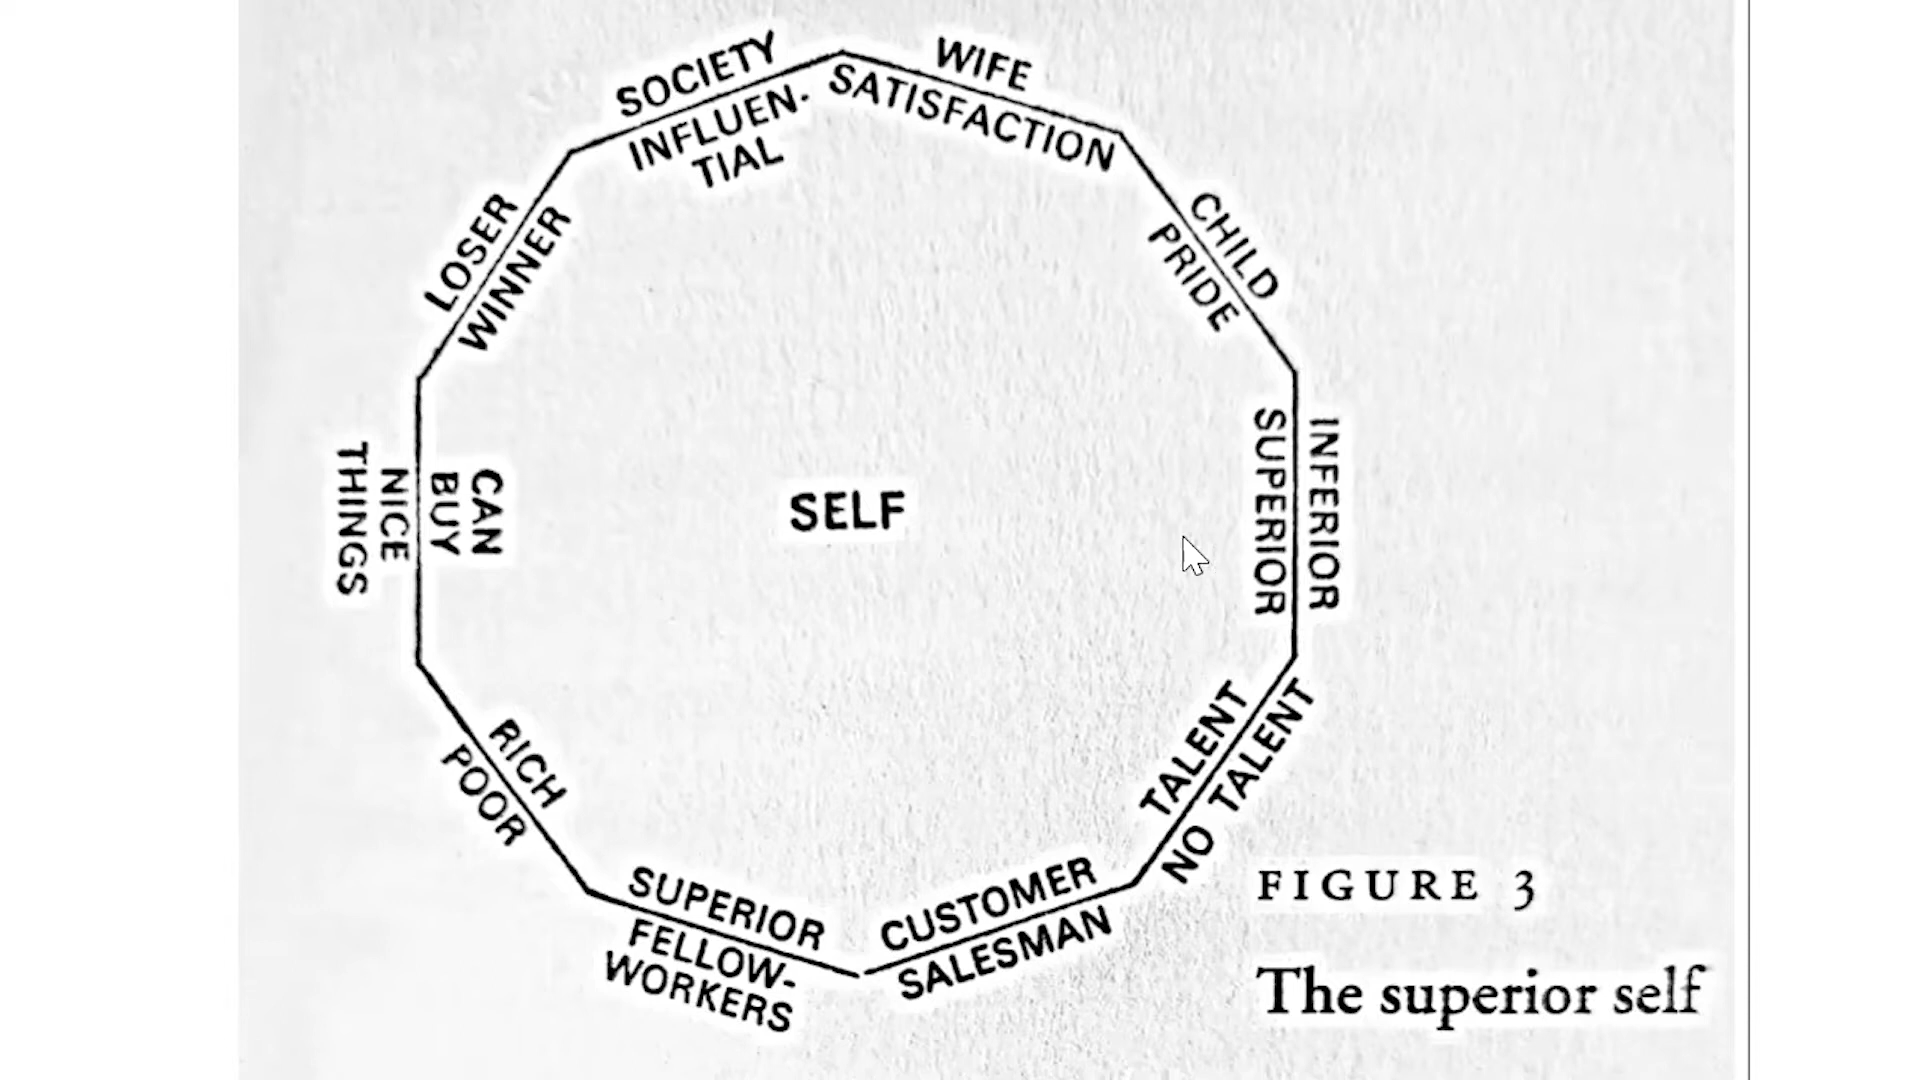 SOCIETY
INFLUEN-
TIAL
WIFE
SATISFACTION
CHILD
PRIDE
INFERIOR
SUPERIOR
TALENT
NO TALENT
CUSTOMER
SALESMAN
SUPERIOR
FELLOW-
WORKERS
RICH
POOR
CAN
BUY
NICE
THINGS
LOSER
WINNER
SELF
FIGURE 3
The superior self